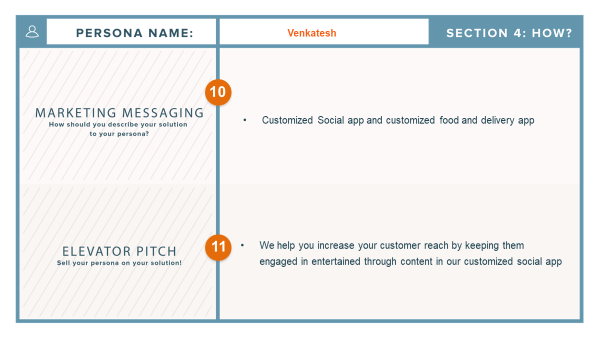 PERSONA NAME:
Venkatesh
SECTION 4: HOW?
10
MARKETING MESSAGING
How should you describe your solution
to your persona?
• Customized Social app and customized food and delivery app
11
ELEVATOR PITCH
Sell your persona on your solution!
• We help you increase your customer reach by keeping them
engaged in entertained through content in our customized social app